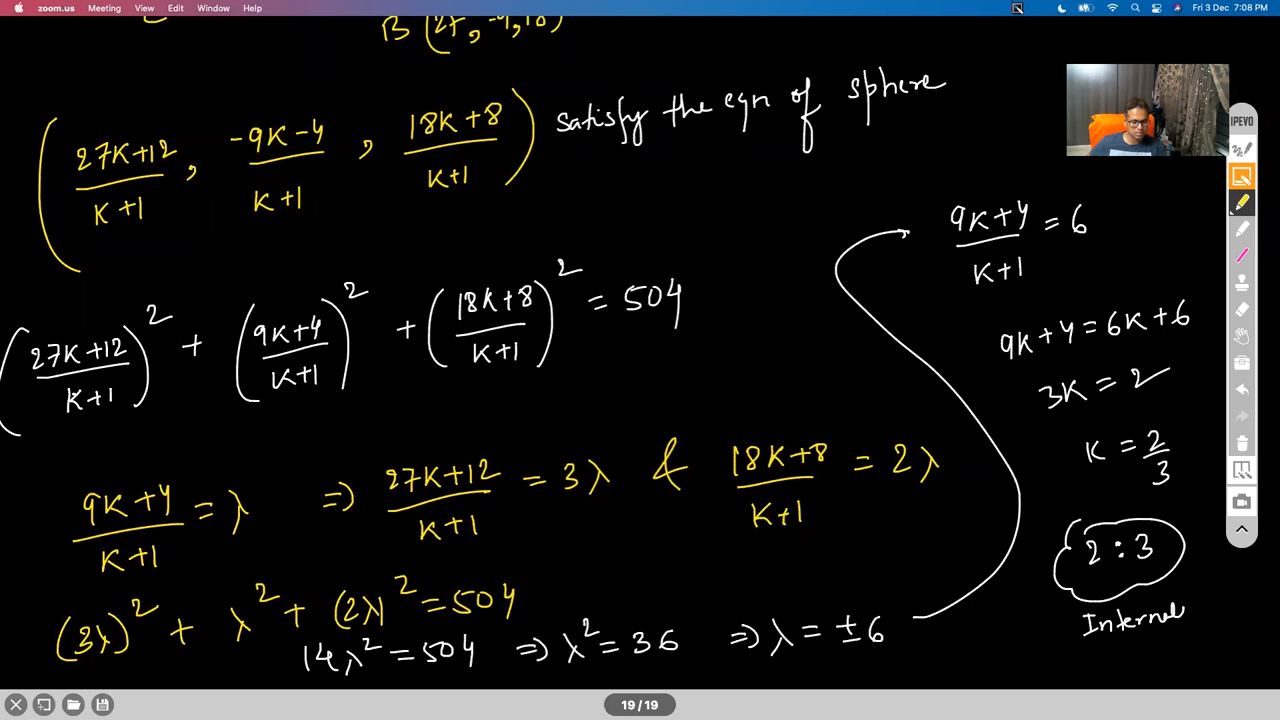 zoom.us Meeting View Edit Window Help Fri 3 Dec 7:08 PM
B (27, -9, 18)
( 27K+12 / K+1 , -9K-4 / K+1 , 18K+8 / K+1 ) satisfy the eqn of sphere
IPEVO
( 27K+12 / K+1 )² + ( 9K+4 / K+1 )² + ( 18K+8 / K+1 )² = 504
9K+4 / K+1 = λ ⇒ 27K+12 / K+1 = 3λ & 18K+8 / K+1 = 2λ
(3λ)² + λ² + (2λ)² = 504
14λ² = 504 ⇒ λ² = 36 ⇒ λ = ±6
9K+4 / K+1 = 6
9K+4 = 6K+6
3K = 2
K = 2/3
2 : 3
Internal
19 / 19